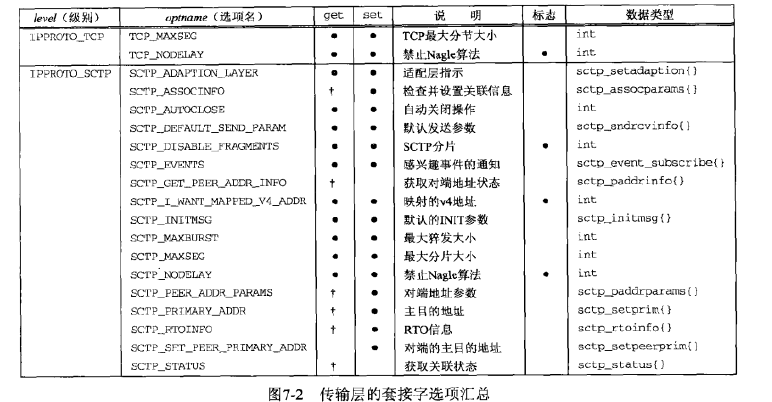 level（级别） optname（选项名） get set 说 明 标志 数据类型
IPPROTO_TCP TCP_MAXSEG ● ● TCP最大分节大小 int
TCP_NODELAY ● ● 禁止Nagle算法 ● int
IPPROTO_SCTP SCTP_ADAPTION_LAYER ● ● 适配层指示 sctp_setadaption{}
SCTP_ASSOCINFO † ● 检查并设置关联信息 sctp_assocparams{}
SCTP_AUTOCLOSE ● ● 自动关闭操作 int
SCTP_DEFAULT_SEND_PARAM ● ● 默认发送参数 sctp_sndrcvinfo{}
SCTP_DISABLE_FRAGMENTS ● ● SCTP分片 ● int
SCTP_EVENTS ● ● 感兴趣事件的通知 sctp_event_subscribe{}
SCTP_GET_PEER_ADDR_INFO † 获取对端地址状态 sctp_paddrinfo{}
SCTP_I_WANT_MAPPED_V4_ADDR ● ● 映射的v4地址 ● int
SCTP_INITMSG ● ● 默认的INIT参数 sctp_initmsg{}
SCTP_MAXBURST ● ● 最大猝发大小 int
SCTP_MAXSEG ● ● 最大分片大小 int
SCTP_NODELAY ● ● 禁止Nagle算法 ● int
SCTP_PEER_ADDR_PARAMS † ● 对端地址参数 sctp_paddrparams{}
SCTP_PRIMARY_ADDR † ● 主目的地址 sctp_setprim{}
SCTP_RTOINFO † ● RTO信息 sctp_rtoinfo{}
SCTP_SET_PEER_PRIMARY_ADDR ● 对端的主目的地址 sctp_setpeerprim{}
SCTP_STATUS † 获取关联状态 sctp_status{}
图7-2 传输层的套接字选项汇总